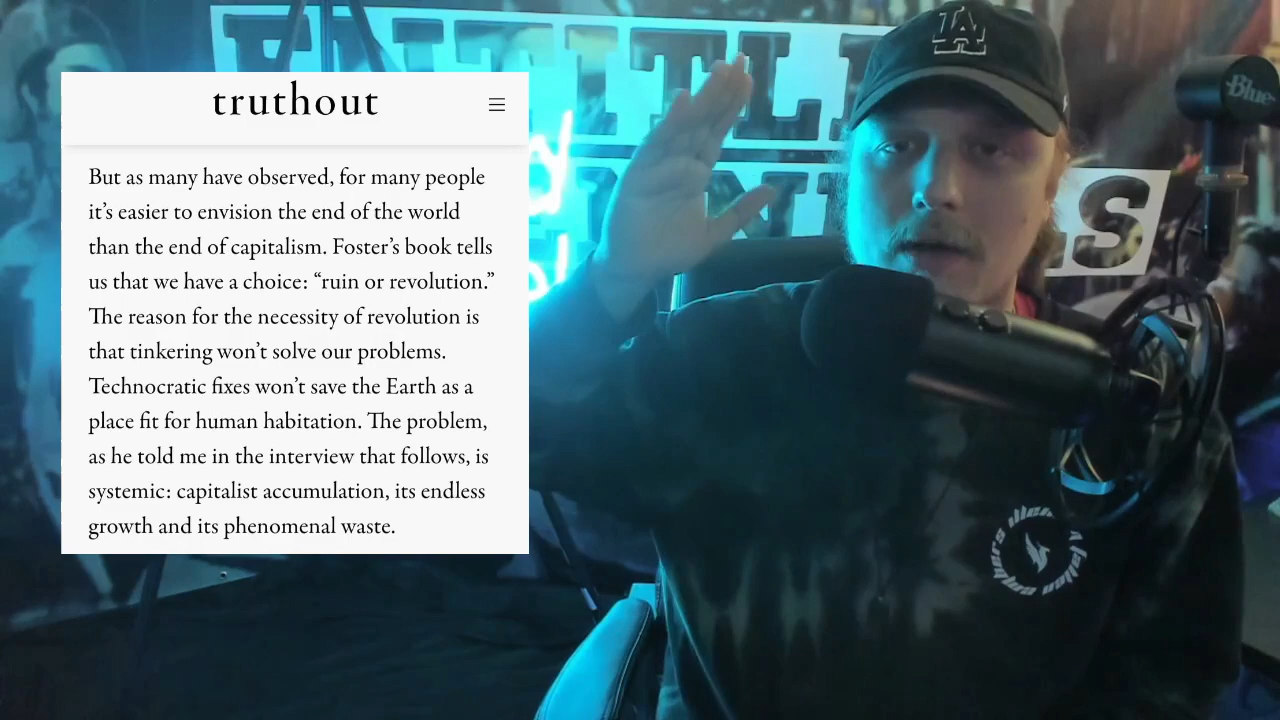 truthout
But as many have observed, for many people
it’s easier to envision the end of the world
than the end of capitalism. Foster’s book tells
us that we have a choice: “ruin or revolution.”
The reason for the necessity of revolution is
that tinkering won’t solve our problems.
Technocratic fixes won’t save the Earth as a
place fit for human habitation. The problem,
as he told me in the interview that follows, is
systemic: capitalist accumulation, its endless
growth and its phenomenal waste.
LA
Blue
S